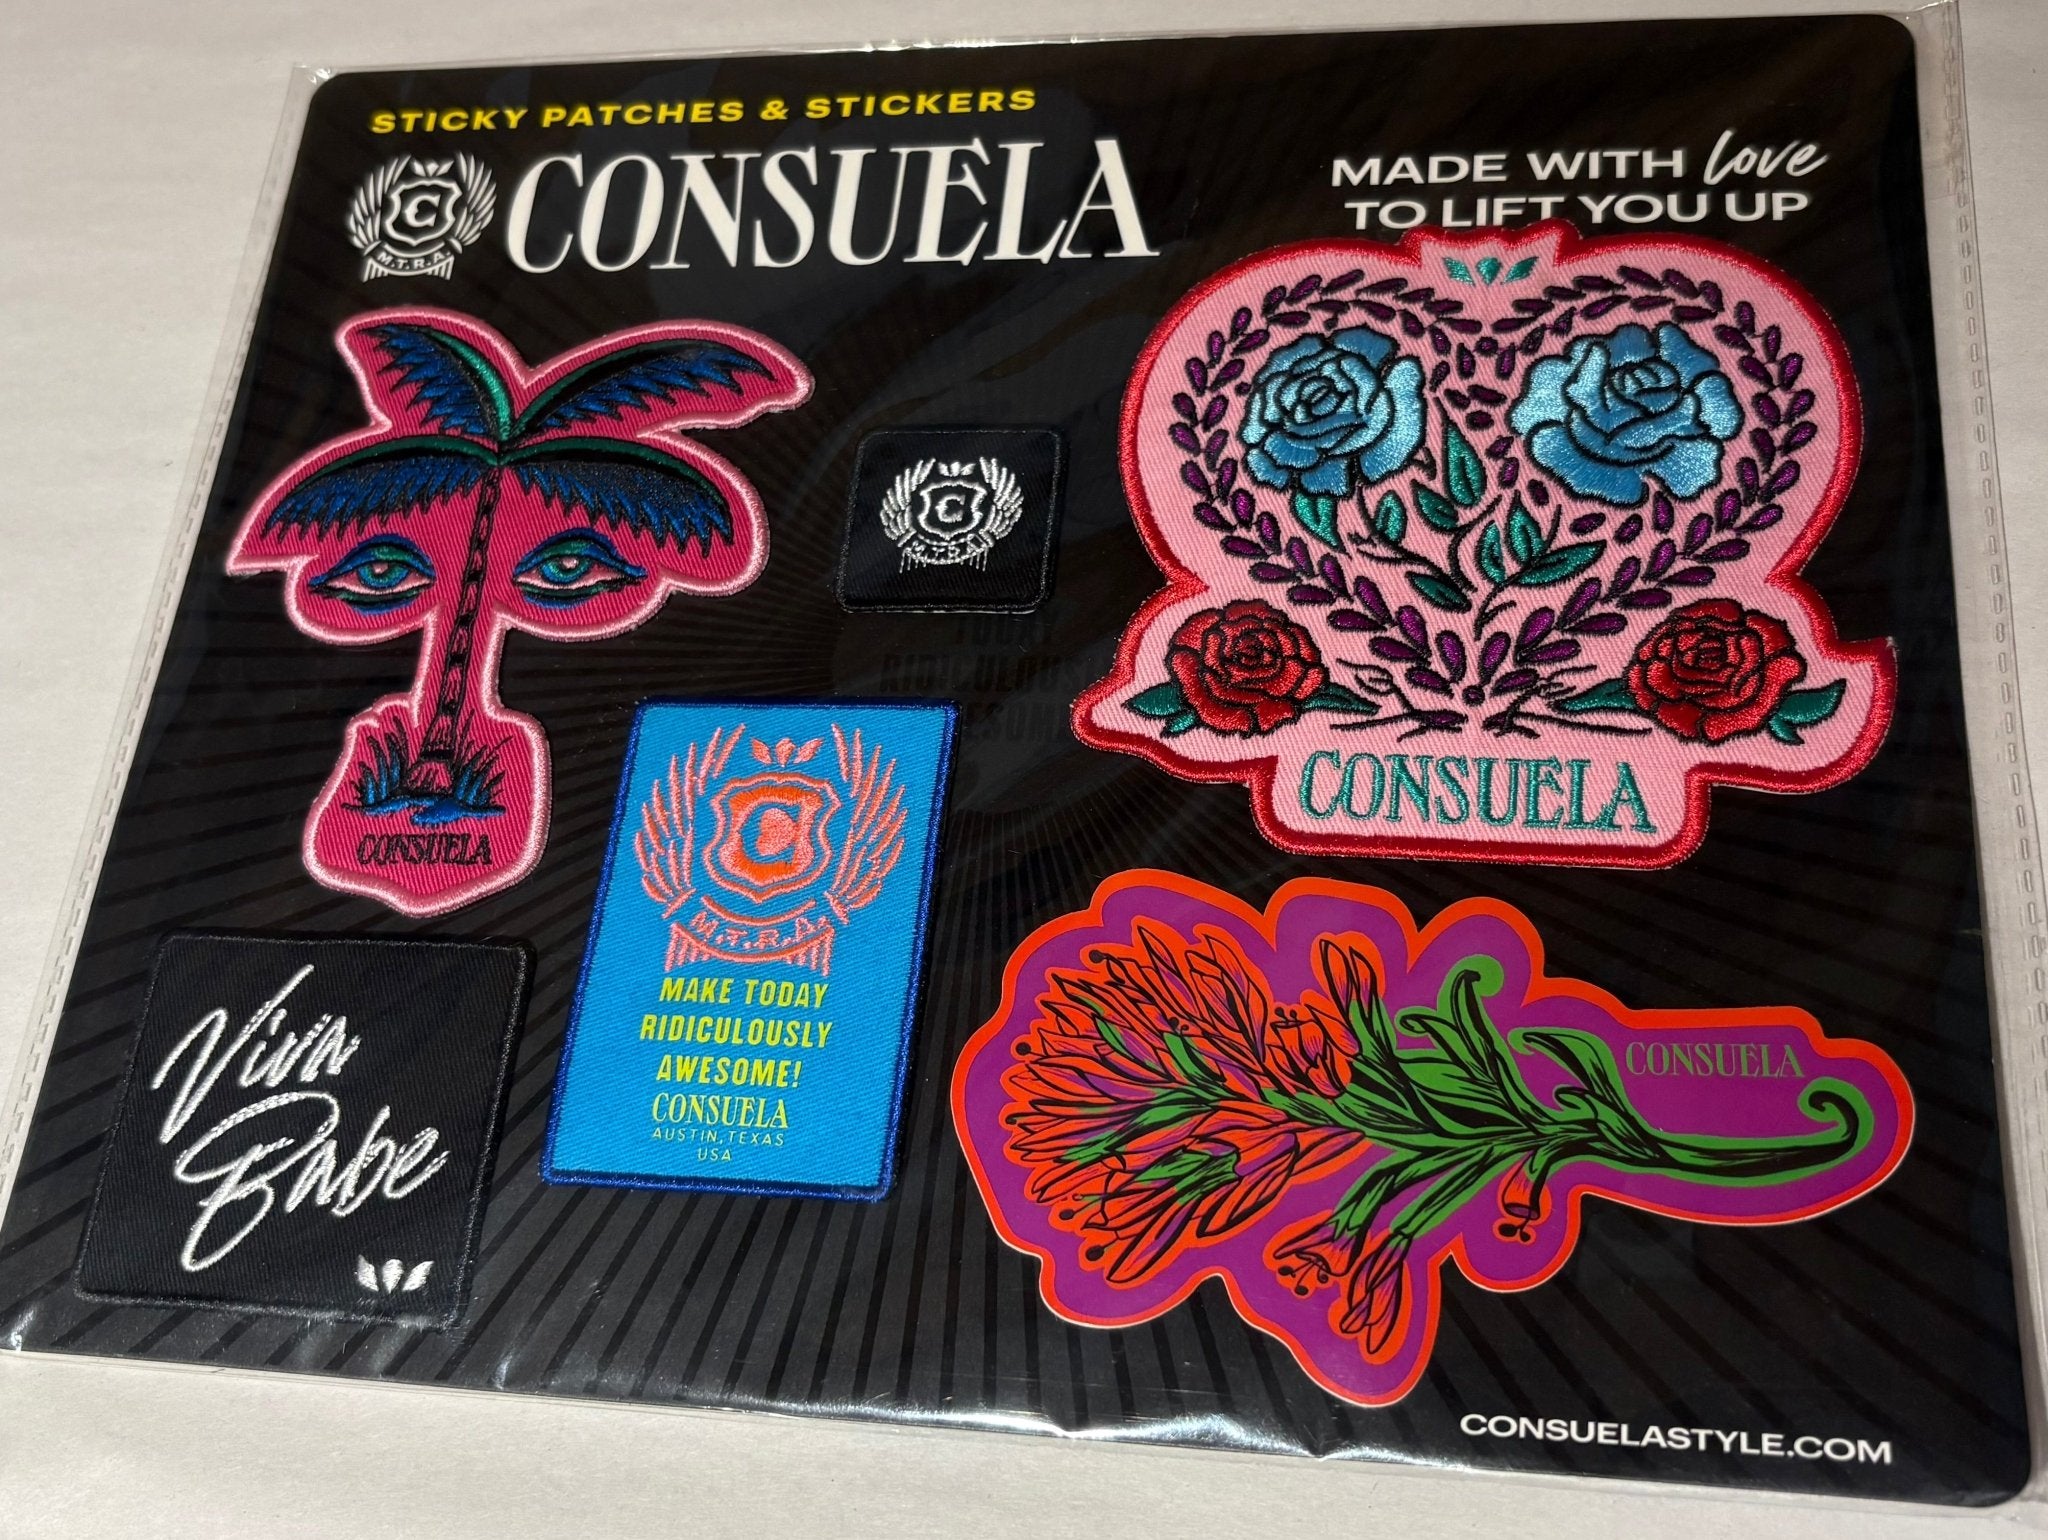 STICKY PATCHES & STICKERS
C
M.T.R.A.
CONSUELA
MADE WITH love
TO LIFT YOU UP
CONSUELA
C
M.T.R.A.
CONSUELA
Viva
Babe
C
M.T.R.A.
MAKE TODAY
RIDICULOUSLY
AWESOME!
CONSUELA
AUSTIN, TEXAS
USA
CONSUELA
CONSUELASTYLE.COM